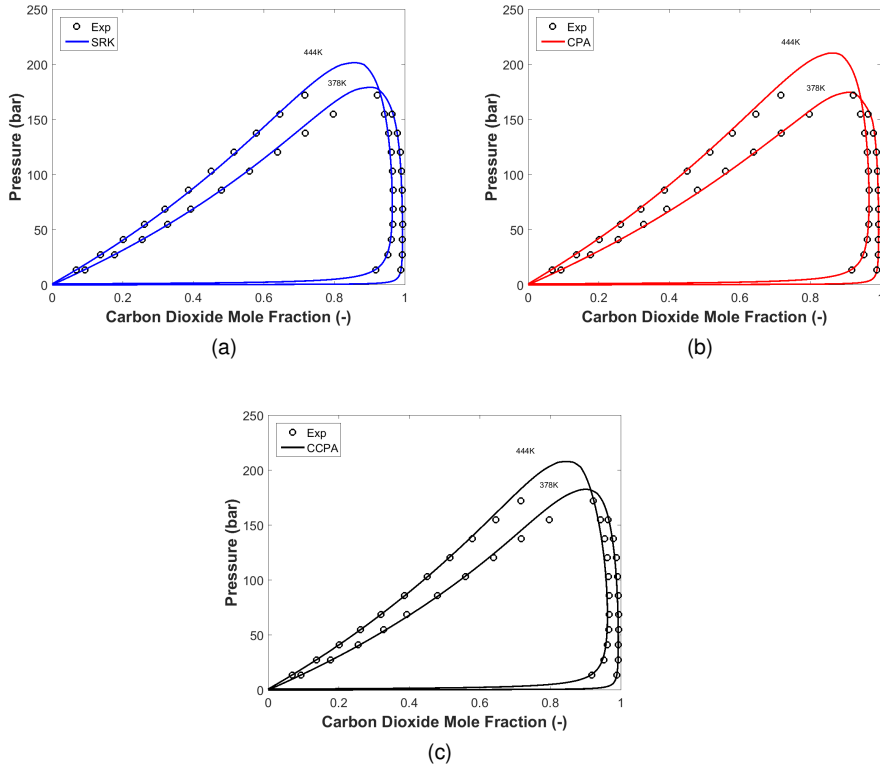 250
200
150
100
50
0
Pressure (bar)
Exp
SRK
444K
378K
0.2
0.4
0.6
0.8
1
Carbon Dioxide Mole Fraction (-)
(a)
250
200
150
100
50
0
Pressure (bar)
Exp
CPA
444K
378K
0
0.2
0.4
0.6
0.8
1
Carbon Dioxide Mole Fraction (-)
(b)
250
200
150
100
50
0
Pressure (bar)
Exp
CCPA
444K
378K
0
0.2
0.4
0.6
0.8
1
Carbon Dioxide Mole Fraction (-)
(c)